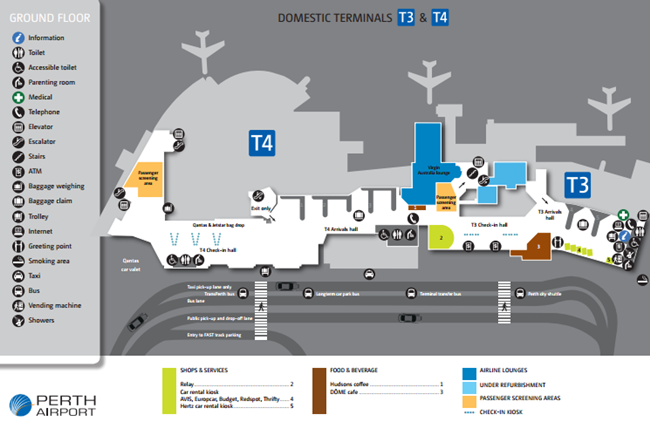 GROUND FLOOR
Information
Toilet
Accessible toilet
Parenting room
Medical
Telephone
Elevator
Escalator
Stairs
ATM
Baggage weighing
Baggage claim
Trolley
Internet
Greeting point
Smoking area
Taxi
Bus
Vending machine
Showers
DOMESTIC TERMINALS T3 & T4
T4
T3
Passenger
screening
area
Virgin
Australia lounge
Passenger
screening
area
Exit only
Qantas & Jetstar bag drop
T4 Check-in hall
T4 Arrivals hall
T3 Check-in hall
T3 Arrivals
hall
1
2
3
4
5
Qantas
car valet
Taxi pick-up lane only
TransPerth bus
Longterm car park bus
Terminal transfer bus
Perth city shuttle
Bus lane
Public pick-up and drop-off lane
Entry to FAST track parking
PERTH
AIRPORT
SHOPS & SERVICES
Relay 2
Car rental kiosk
AVIS, Europcar, Budget, Redspot, Thrifty 4
Hertz car rental kiosk 5
FOOD & BEVERAGE
Hudsons coffee 1
DÔME cafe 3
AIRLINE LOUNGES
UNDER REFURBISHMENT
PASSENGER SCREENING AREAS
CHECK-IN KIOSK